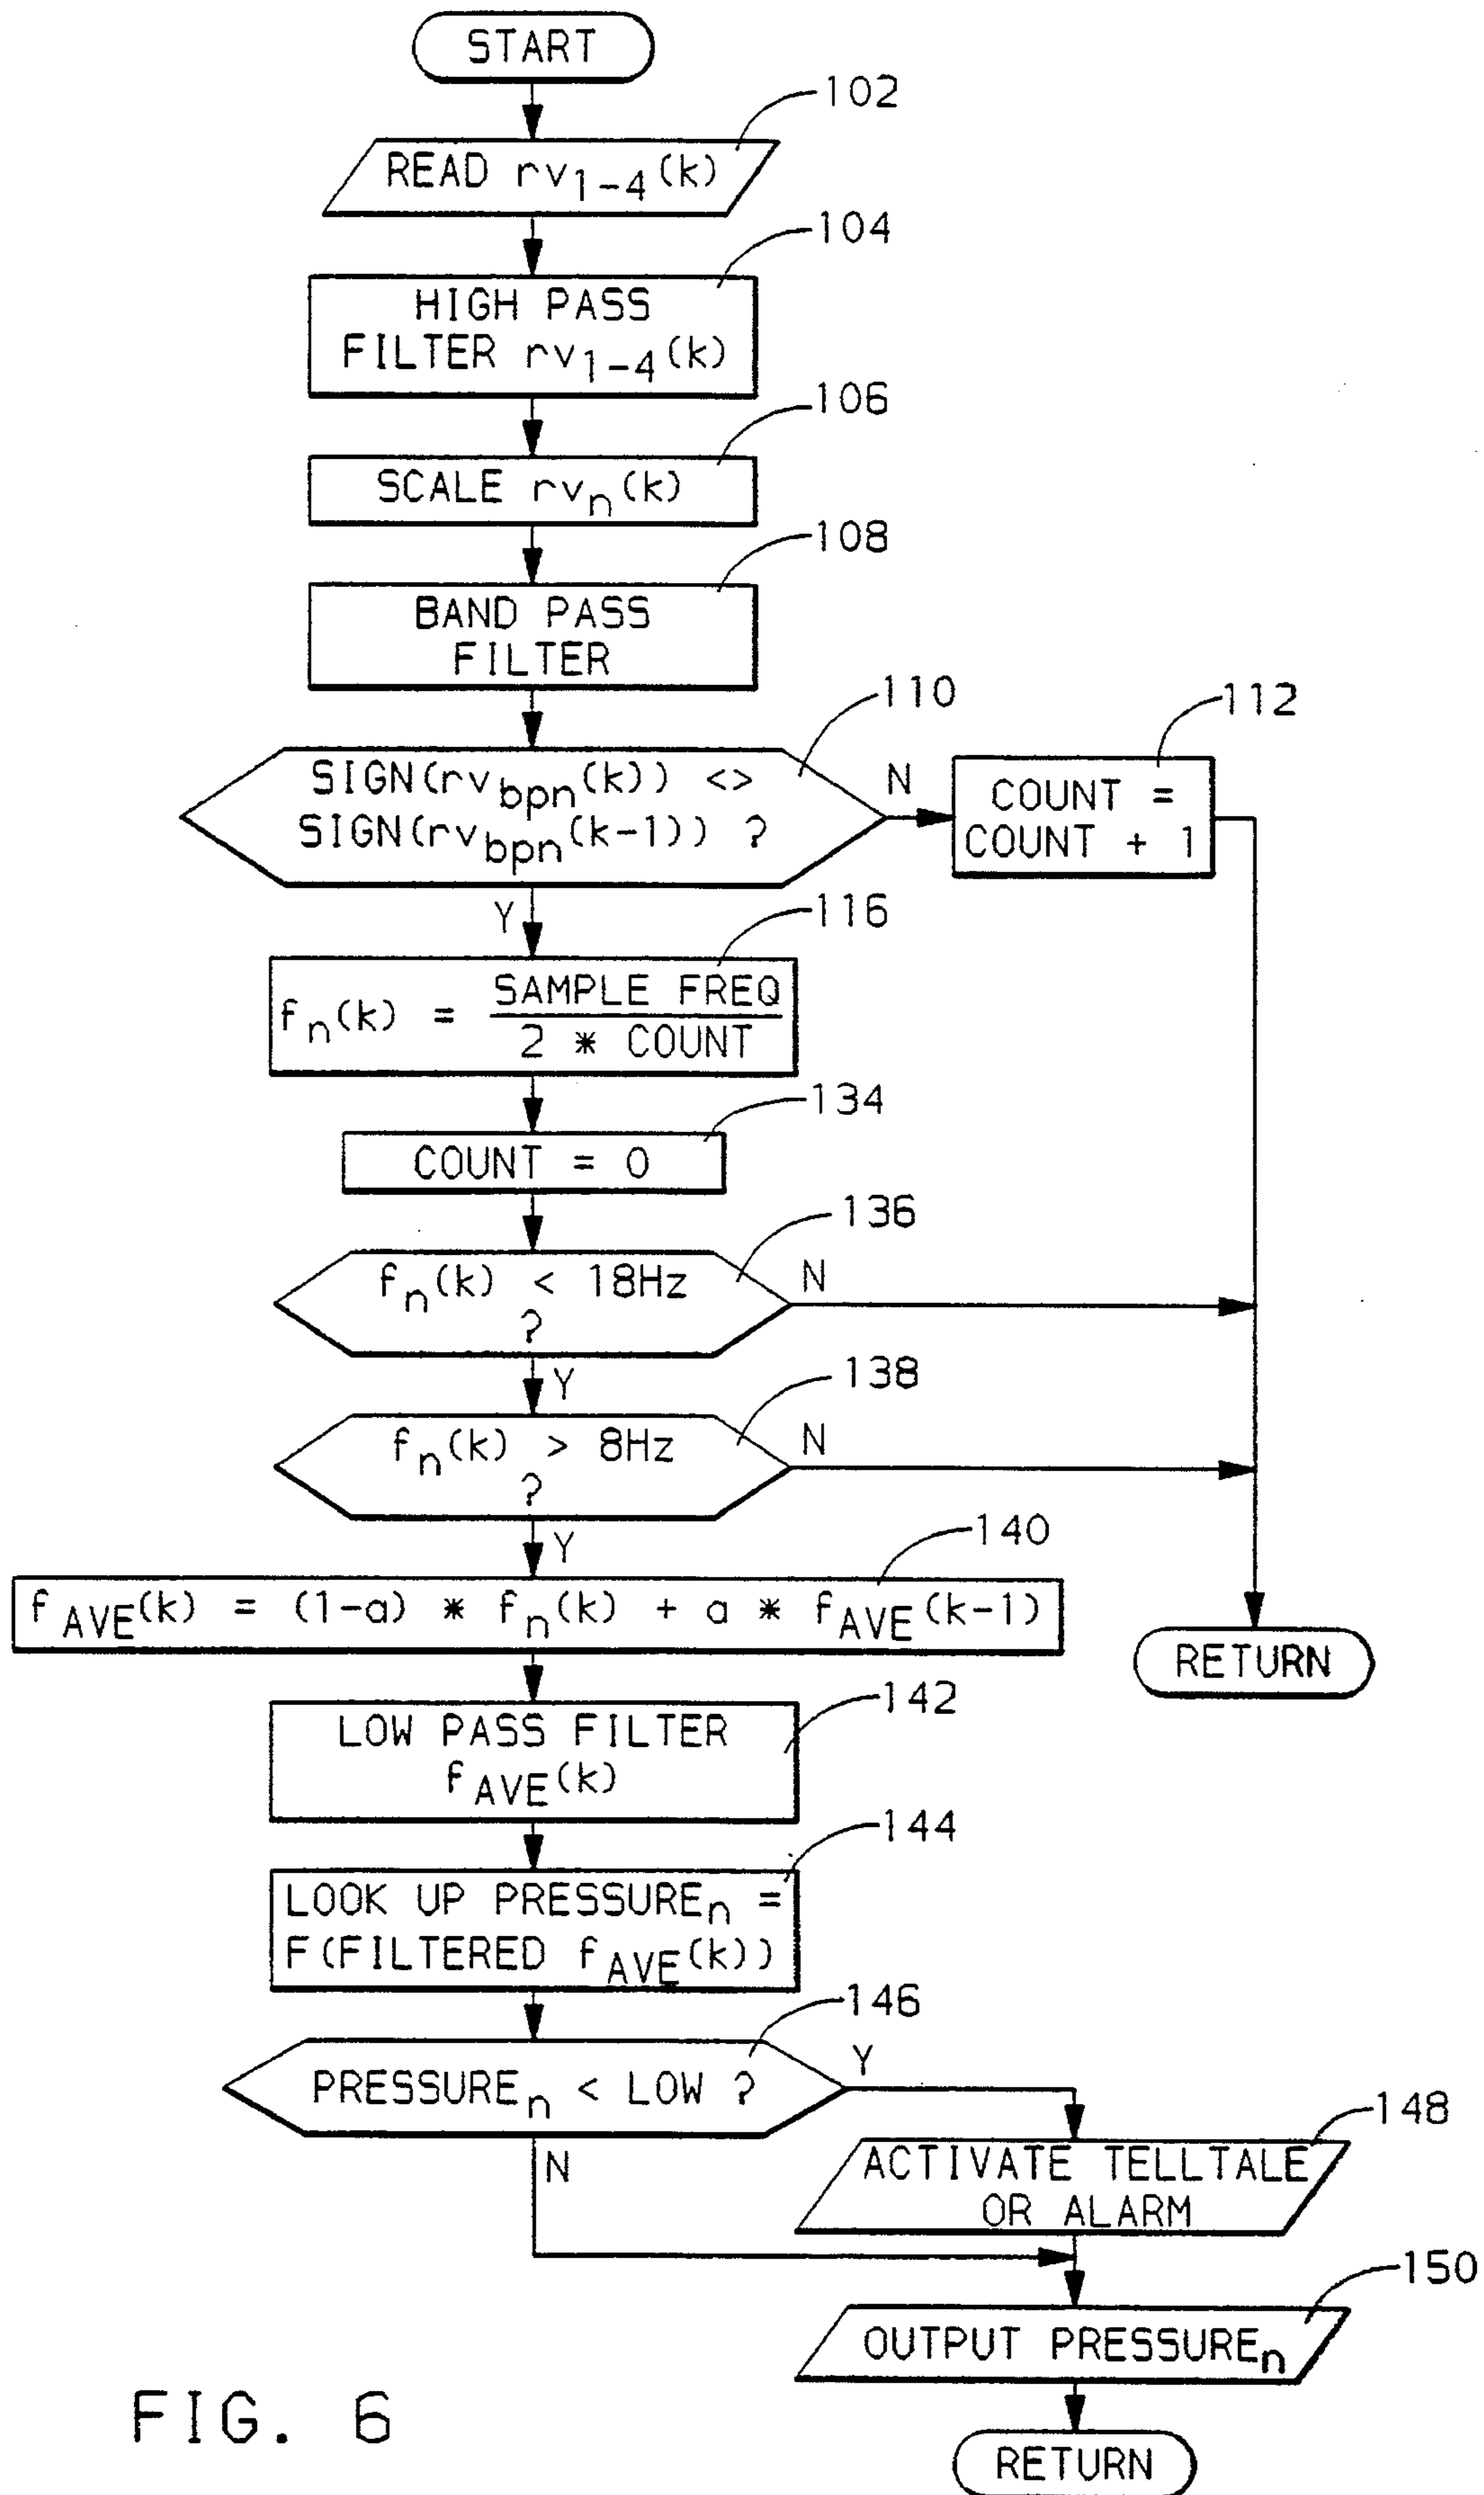 START
102
READ rv1-4(k)
104
HIGH PASS
FILTER rv1-4(k)
106
SCALE rvn(k)
108
BAND PASS
FILTER
110
SIGN(rvbpn(k)) <>
SIGN(rvbpn(k-1)) ?
N
112
COUNT =
COUNT + 1
Y
116
fn(k) = SAMPLE FREQ
2 * COUNT
134
COUNT = 0
136
fn(k) < 18Hz
?
N
Y
138
fn(k) > 8Hz
?
N
Y
140
fAVE(k) = (1-a) * fn(k) + a * fAVE(k-1)
RETURN
142
LOW PASS FILTER
fAVE(k)
144
LOOK UP PRESSUREn =
F(FILTERED fAVE(k))
146
PRESSUREn < LOW ?
Y
N
148
ACTIVATE TELLTALE
OR ALARM
150
OUTPUT PRESSUREn
RETURN
FIG. 6